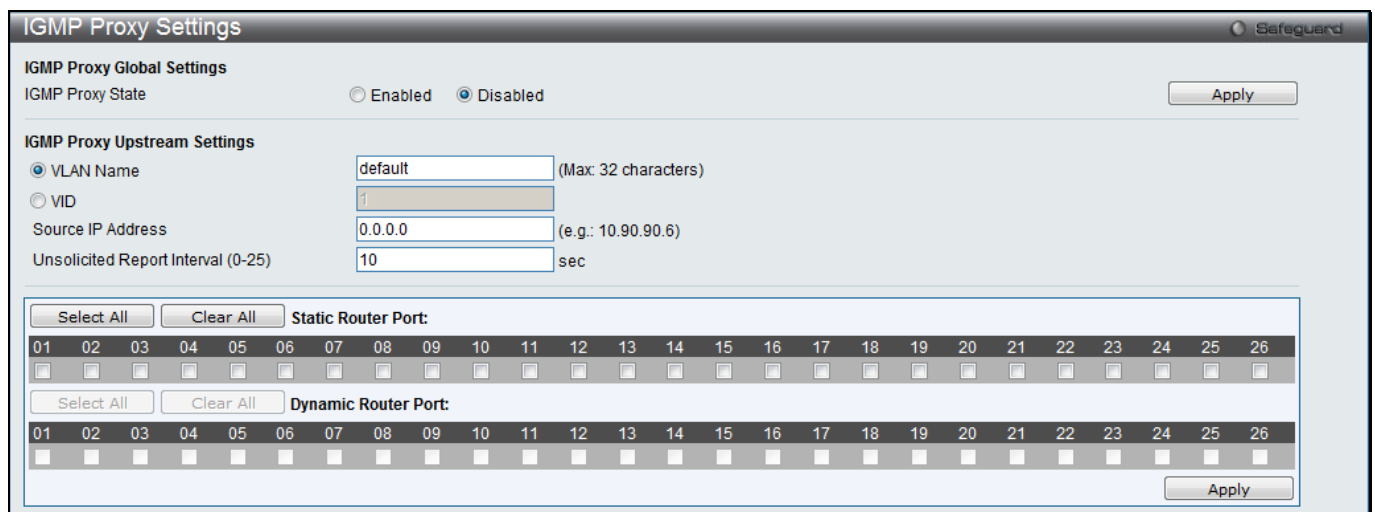 IGMP Proxy Settings Safeguard
IGMP Proxy Global Settings
IGMP Proxy State Enabled Disabled Apply
IGMP Proxy Upstream Settings
VLAN Name default (Max: 32 characters)
VID 1
Source IP Address 0.0.0.0 (e.g.: 10.90.90.6)
Unsolicited Report Interval (0-25) 10 sec
Select All Clear All Static Router Port:
01 02 03 04 05 06 07 08 09 10 11 12 13 14 15 16 17 18 19 20 21 22 23 24 25 26
Select All Clear All Dynamic Router Port:
01 02 03 04 05 06 07 08 09 10 11 12 13 14 15 16 17 18 19 20 21 22 23 24 25 26
Apply